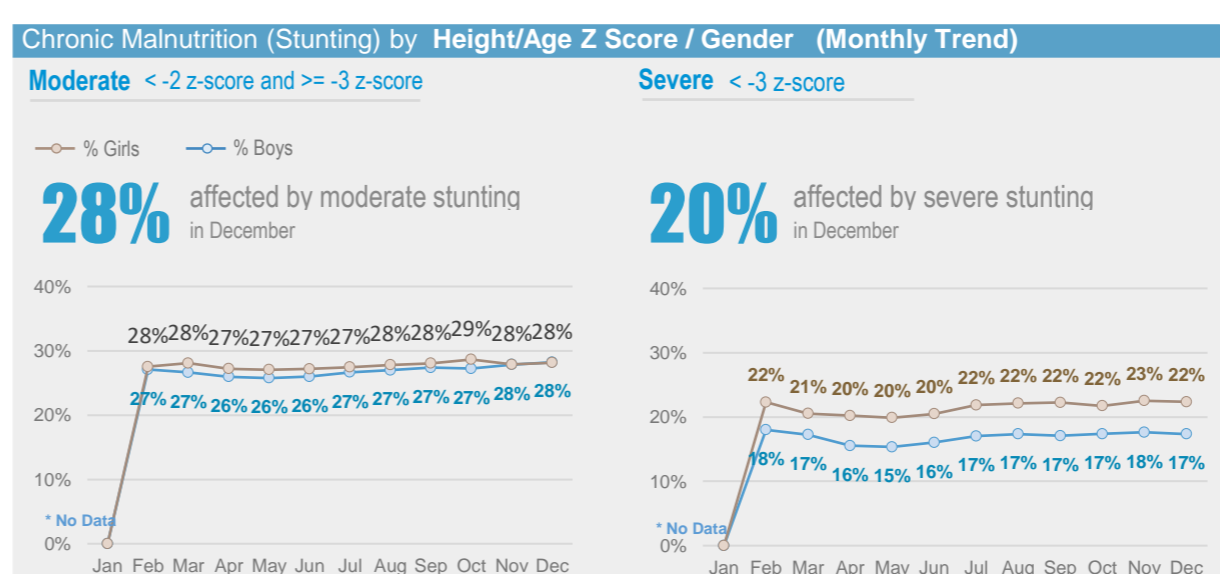 Chronic Malnutrition (Stunting) by Height/Age Z Score / Gender (Monthly Trend)
Moderate < -2 z-score and >= -3 z-score
% Girls % Boys
28% affected by moderate stunting
in December
40%
30%
20%
10%
0%
28% 28% 27% 27% 27% 27% 28% 28% 29% 28% 28%
27% 27% 26% 26% 26% 27% 27% 27% 27% 28% 28%
* No Data
Jan Feb Mar Apr May Jun Jul Aug Sep Oct Nov Dec
Severe < -3 z-score
20% affected by severe stunting
in December
40%
30%
20%
10%
0%
22% 21% 20% 20% 20% 22% 22% 22% 22% 23% 22%
18% 17% 16% 15% 16% 17% 17% 17% 17% 18% 17%
* No Data
Jan Feb Mar Apr May Jun Jul Aug Sep Oct Nov Dec